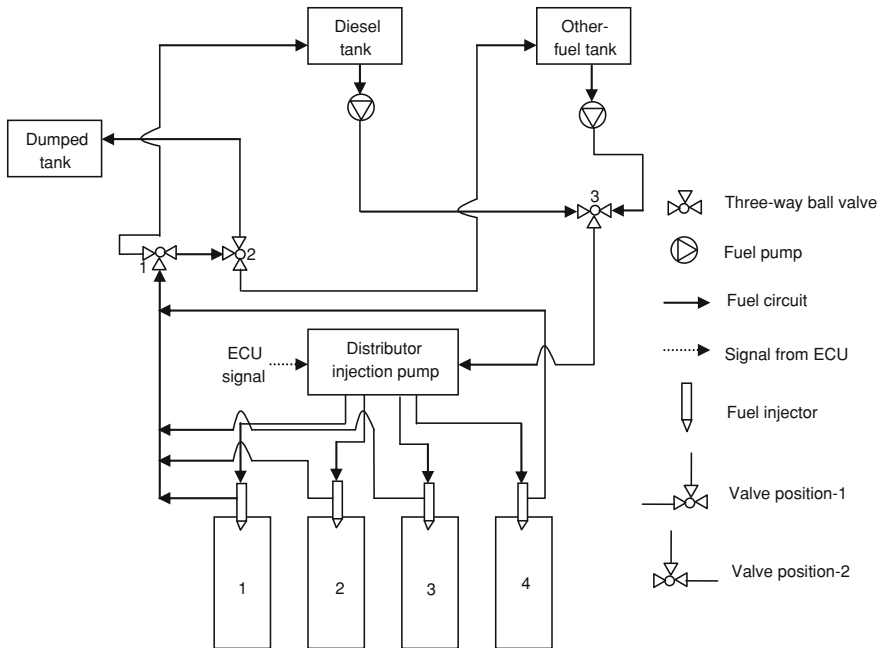 Diesel
tank
Other-
fuel tank
Dumped
tank
3
Three-way ball valve
1
2
Fuel pump
Fuel circuit
ECU
signal
Distributor
injection pump
Signal from ECU
Fuel injector
Valve position-1
Valve position-2
1
2
3
4